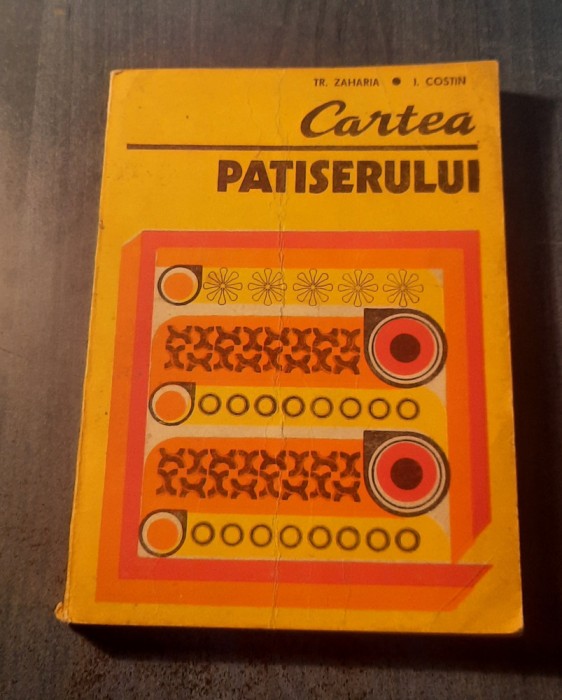 TR. ZAHARIA ● I. COSTIN
Cartea
PATISERULUI